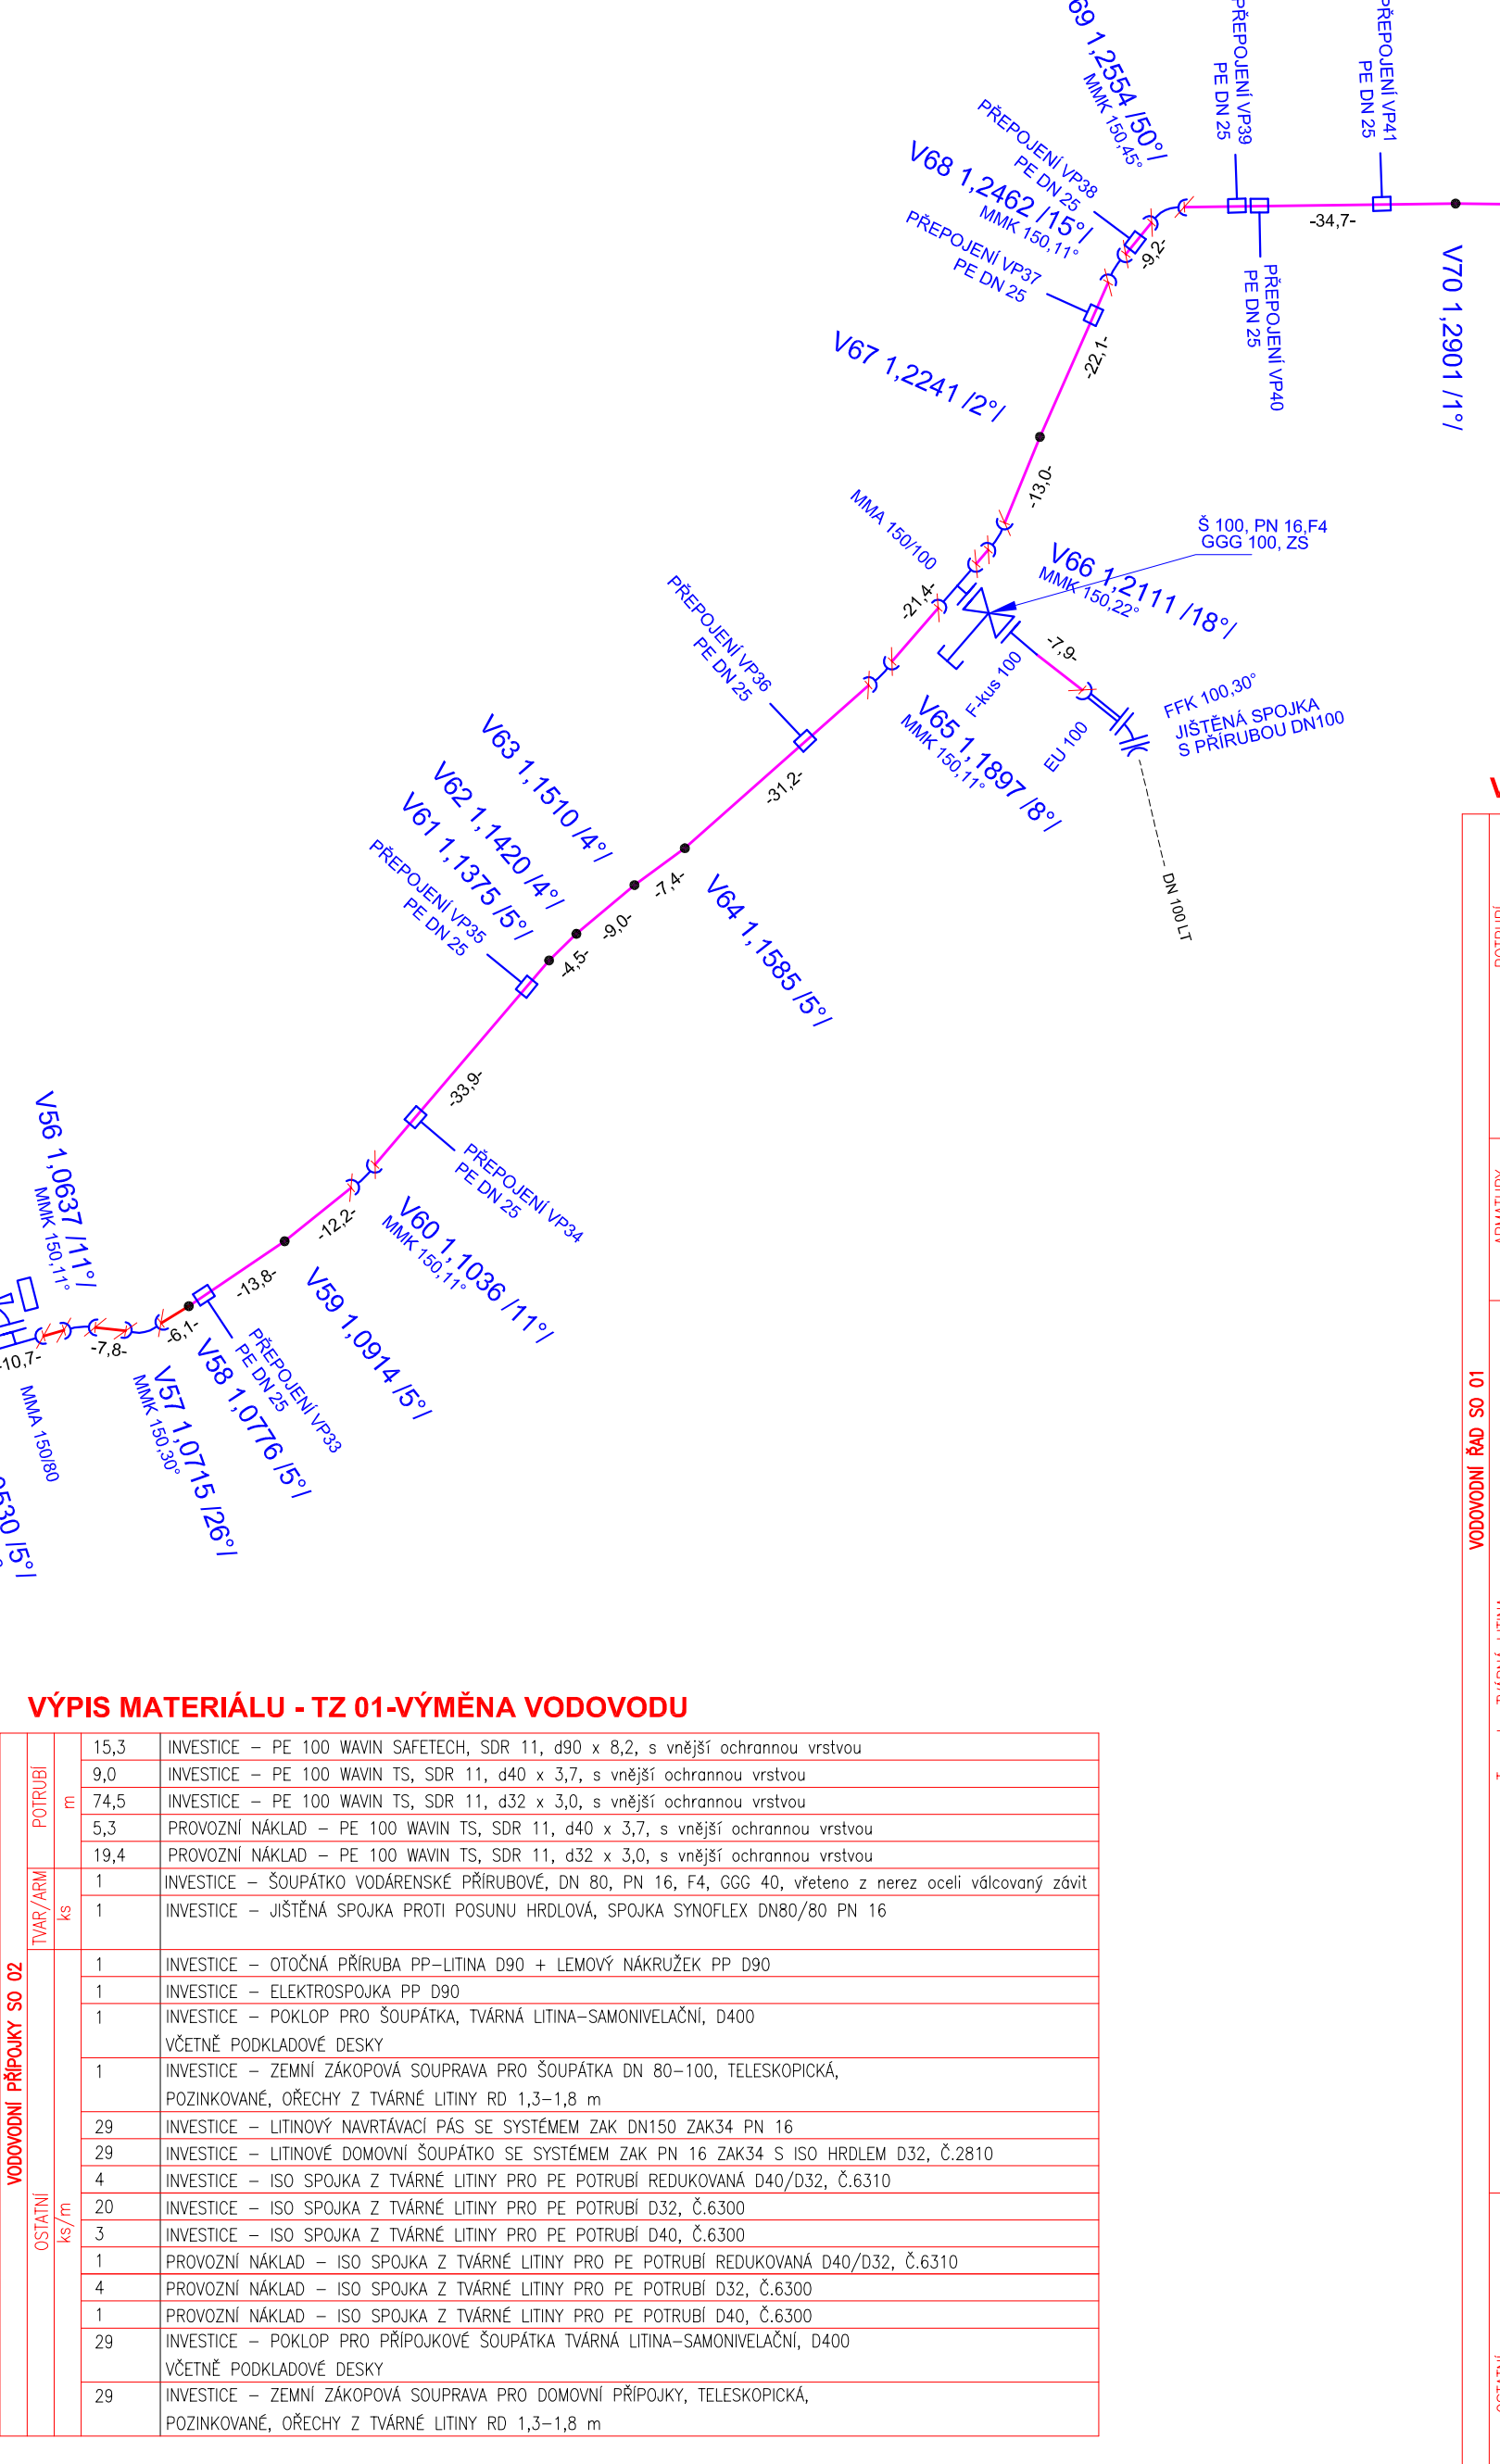 69 1,2554 /50°/
MMK 150,45°
PŘEPOJENÍ VP39
PE DN 25
PŘEPOJENÍ VP41
PE DN 25
PŘEPOJENÍ VP38
PE DN 25
V68 1,2462 /15°/
MMK 150,11°
PŘEPOJENÍ VP37
PE DN 25
-9,2-
-34,7-
PŘEPOJENÍ VP40
PE DN 25
V70 1,2901 /1°/
-22,1-
V67 1,2241 /2°/
-13,0-
MMA 150/100
Š 100, PN 16,F4
GGG 100, ZS
V66 1,2111 /18°/
MMK 150,22°
-21,4-
PŘEPOJENÍ VP36
PE DN 25
-7,9-
F-kus 100
EU 100
FFK 100,30°
JIŠTĚNÁ SPOJKA
S PŘÍRUBOU DN100
V65 1,1897 /8°/
MMK 150,11°
DN 100 LT
V63 1,1510 /4°/
-31,2-
V62 1,1420 /4°/
V61 1,1375 /5°/
PŘEPOJENÍ VP35
PE DN 25
-7,4-
-9,0-
-4,5-
V64 1,1585 /5°/
-33,9-
PŘEPOJENÍ VP34
PE DN 25
V56 1,0637 /11°/
MMK 150,11°
-12,2-
V60 1,1036 /11°/
MMK 150,11°
-13,8-
V59 1,0914 /5°/
-6,1-
-7,8-
10,7-
PŘEPOJENÍ VP33
PE DN 25
V58 1,0776 /5°/
V57 1,0715 /26°/
MMK 150,30°
MMA 150/80
530 /5°/
VÝPIS MATERIÁLU - TZ 01-VÝMĚNA VODOVODU
VODOVODNÍ PŘÍPOJKY SO 02
POTRUBÍ
m
15,3 INVESTICE – PE 100 WAVIN SAFETECH, SDR 11, d90 x 8,2, s vnější ochrannou vrstvou
9,0 INVESTICE – PE 100 WAVIN TS, SDR 11, d40 x 3,7, s vnější ochrannou vrstvou
74,5 INVESTICE – PE 100 WAVIN TS, SDR 11, d32 x 3,0, s vnější ochrannou vrstvou
5,3 PROVOZNÍ NÁKLAD – PE 100 WAVIN TS, SDR 11, d40 x 3,7, s vnější ochrannou vrstvou
19,4 PROVOZNÍ NÁKLAD – PE 100 WAVIN TS, SDR 11, d32 x 3,0, s vnější ochrannou vrstvou
TVAR/ARM
ks
1 INVESTICE – ŠOUPÁTKO VODÁRENSKÉ PŘÍRUBOVÉ, DN 80, PN 16, F4, GGG 40, vřeteno z nerez oceli válcovaný závit
1 INVESTICE – JIŠTĚNÁ SPOJKA PROTI POSUNU HRDLOVÁ, SPOJKA SYNOFLEX DN80/80 PN 16
OSTATNÍ
ks/m
1 INVESTICE – OTOČNÁ PŘÍRUBA PP–LITINA D90 + LEMOVÝ NÁKRUŽEK PP D90
1 INVESTICE – ELEKTROSPOJKA PP D90
1 INVESTICE – POKLOP PRO ŠOUPÁTKA, TVÁRNÁ LITINA–SAMONIVELAČNÍ, D400
VČETNĚ PODKLADOVÉ DESKY
1 INVESTICE – ZEMNÍ ZÁKOPOVÁ SOUPRAVA PRO ŠOUPÁTKA DN 80–100, TELESKOPICKÁ,
POZINKOVANÉ, OŘECHY Z TVÁRNÉ LITINY RD 1,3–1,8 m
29 INVESTICE – LITINOVÝ NAVRTÁVACÍ PÁS SE SYSTÉMEM ZAK DN150 ZAK34 PN 16
29 INVESTICE – LITINOVÉ DOMOVNÍ ŠOUPÁTKO SE SYSTÉMEM ZAK PN 16 ZAK34 S ISO HRDLEM D32, Č.2810
4 INVESTICE – ISO SPOJKA Z TVÁRNÉ LITINY PRO PE POTRUBÍ REDUKOVANÁ D40/D32, Č.6310
20 INVESTICE – ISO SPOJKA Z TVÁRNÉ LITINY PRO PE POTRUBÍ D32, Č.6300
3 INVESTICE – ISO SPOJKA Z TVÁRNÉ LITINY PRO PE POTRUBÍ D40, Č.6300
1 PROVOZNÍ NÁKLAD – ISO SPOJKA Z TVÁRNÉ LITINY PRO PE POTRUBÍ REDUKOVANÁ D40/D32, Č.6310
4 PROVOZNÍ NÁKLAD – ISO SPOJKA Z TVÁRNÉ LITINY PRO PE POTRUBÍ D32, Č.6300
1 PROVOZNÍ NÁKLAD – ISO SPOJKA Z TVÁRNÉ LITINY PRO PE POTRUBÍ D40, Č.6300
29 INVESTICE – POKLOP PRO PŘÍPOJKOVÉ ŠOUPÁTKA TVÁRNÁ LITINA–SAMONIVELAČNÍ, D400
VČETNĚ PODKLADOVÉ DESKY
29 INVESTICE – ZEMNÍ ZÁKOPOVÁ SOUPRAVA PRO DOMOVNÍ PŘÍPOJKY, TELESKOPICKÁ,
POZINKOVANÉ, OŘECHY Z TVÁRNÉ LITINY RD 1,3–1,8 m
VODOVODNÍ ŘAD SO 01